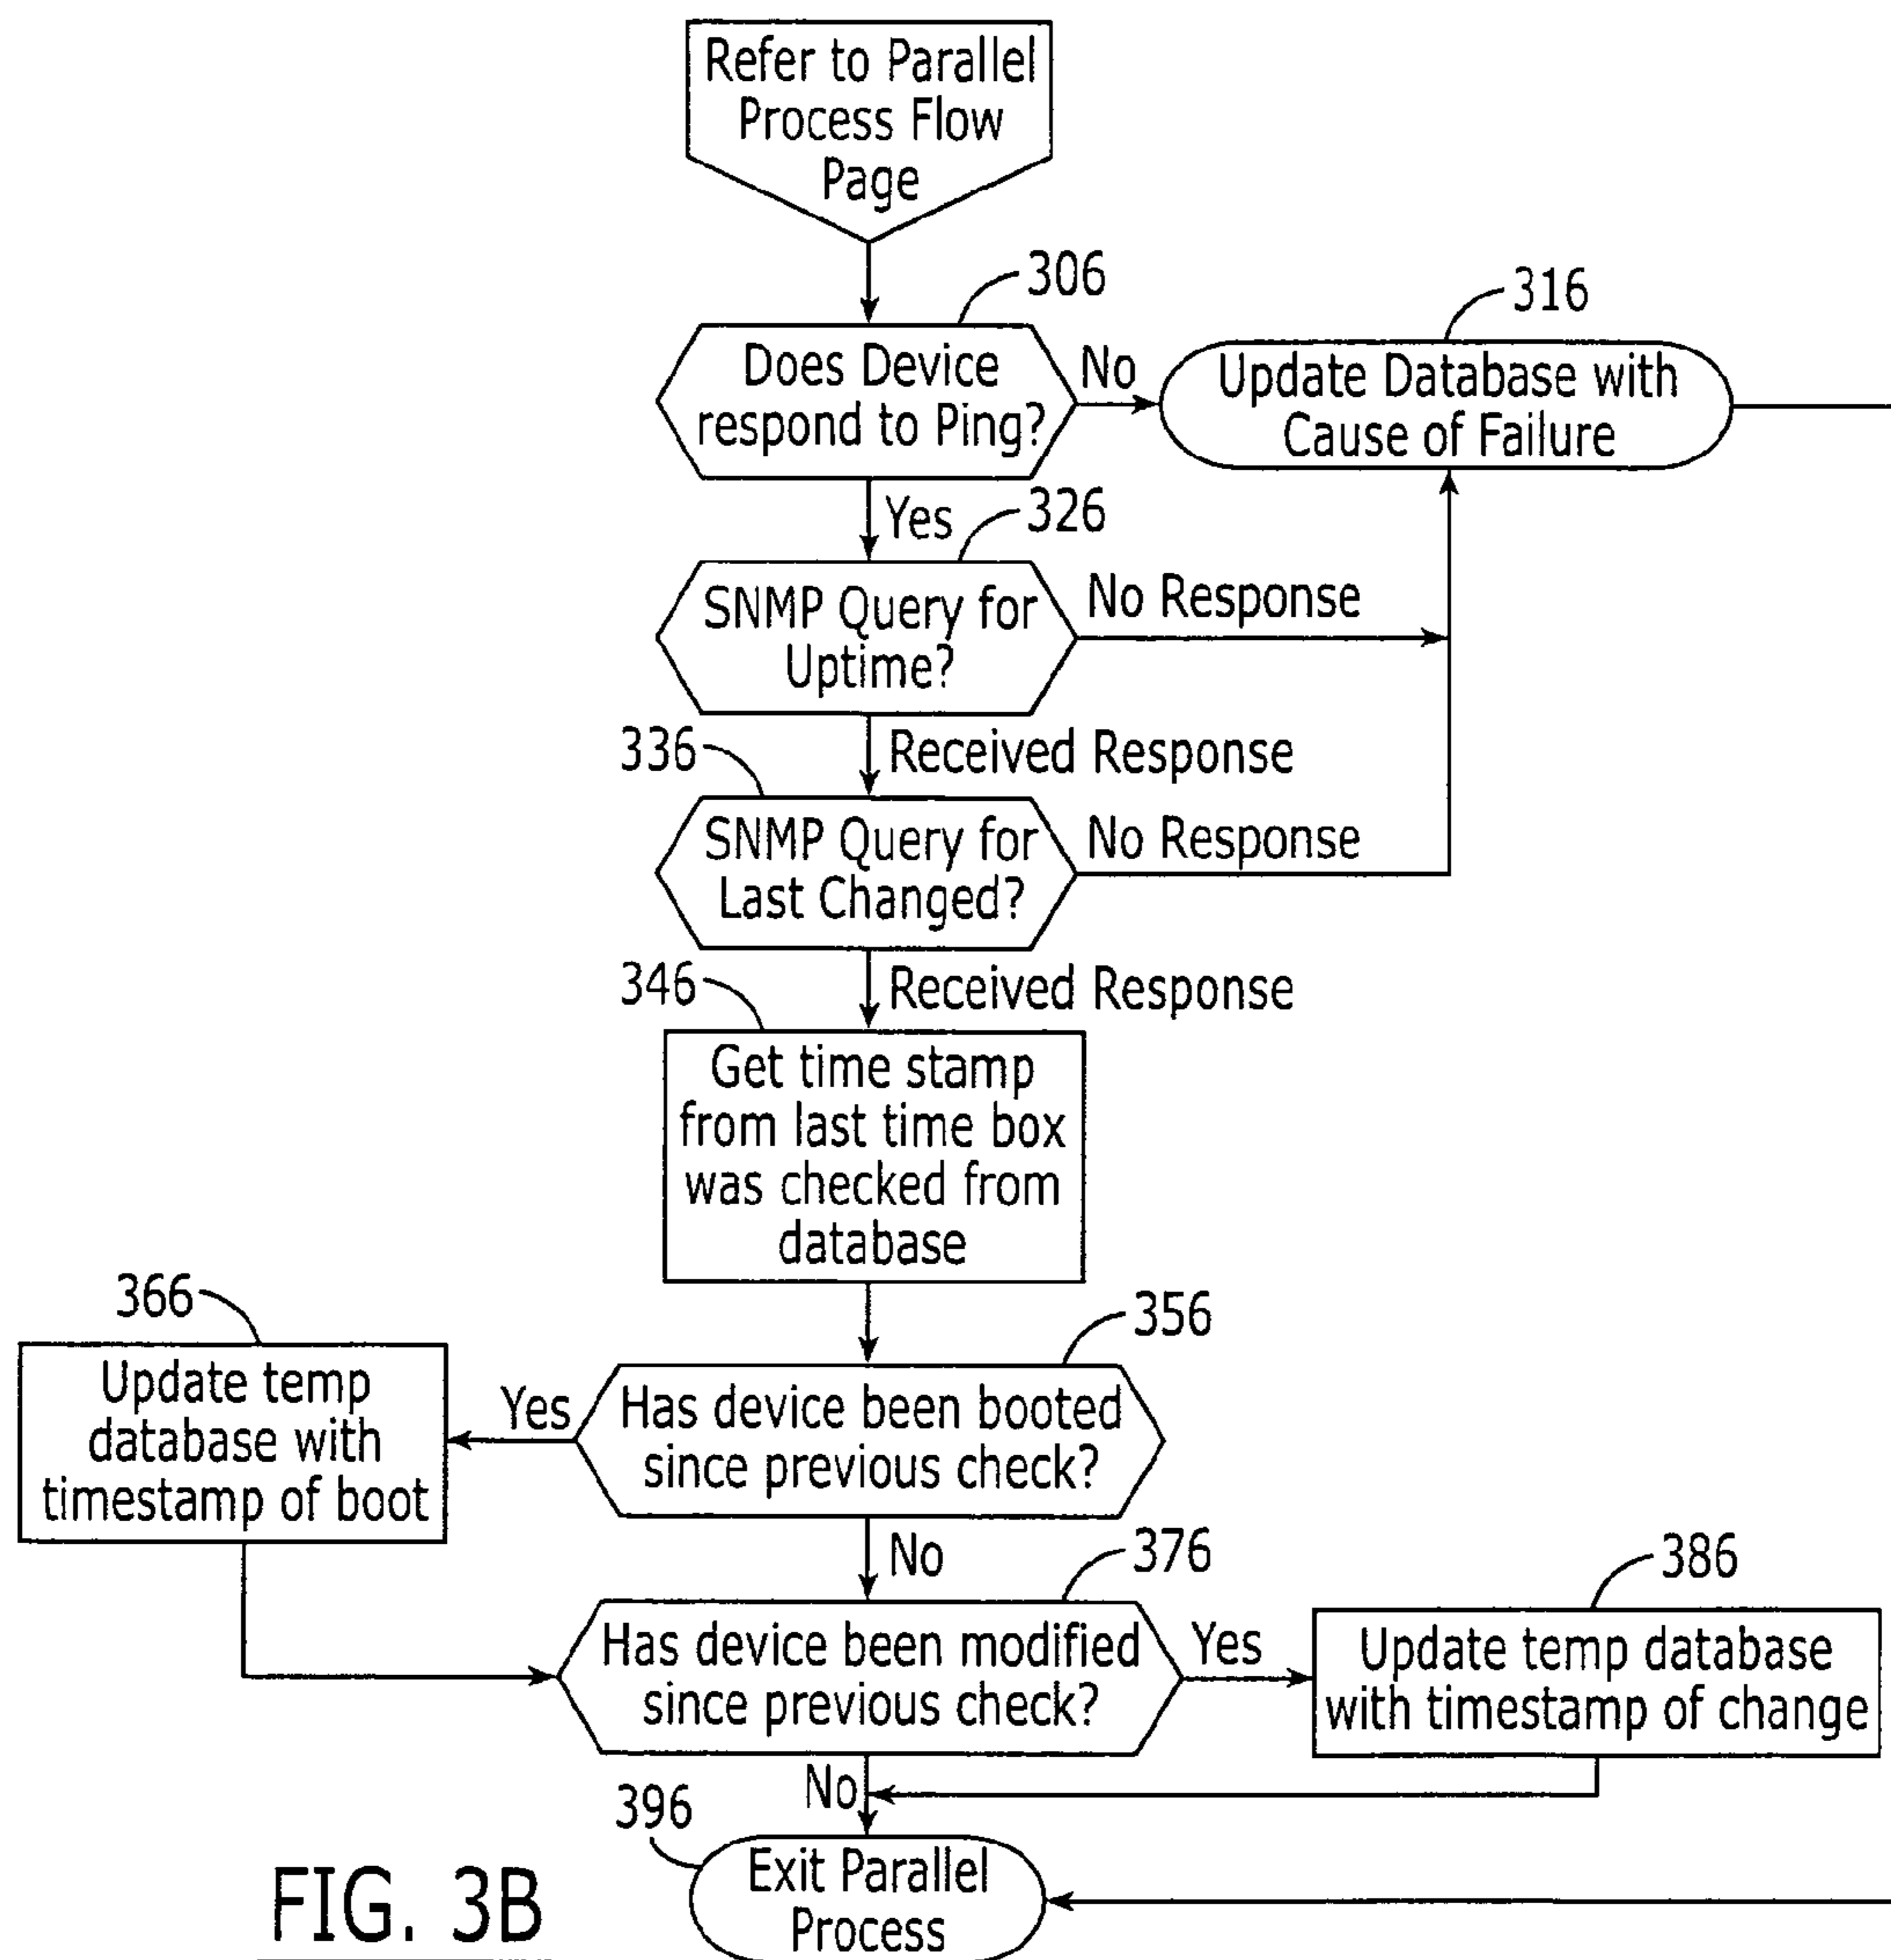 Refer to Parallel
Process Flow
Page
306
Does Device
respond to Ping?
No
316
Update Database with
Cause of Failure
Yes
326
SNMP Query for
Uptime?
No Response
Received Response
336
SNMP Query for
Last Changed?
No Response
Received Response
346
Get time stamp
from last time box
was checked from
database
366
Update temp
database with
timestamp of boot
Yes
356
Has device been booted
since previous check?
No
376
Has device been modified
since previous check?
Yes
386
Update temp database
with timestamp of change
No
396
Exit Parallel
Process
FIG. 3B